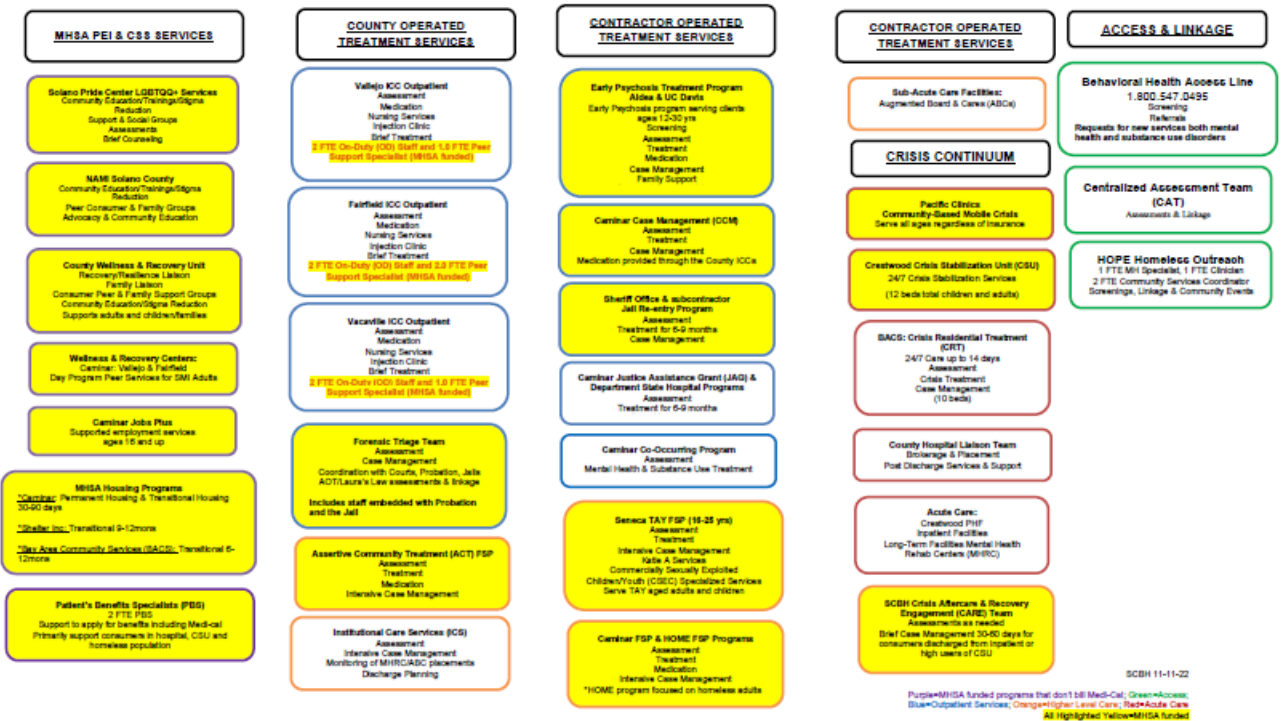 MHSA PEI & CSS SERVICES
Solano Pride Center LGBTQQ+ Services
Community Education/Trainings/Stigma
Reduction
Support & Social Groups
Assessments
Brief Counseling
NAMI Solano County
Community Education/Trainings/Stigma
Reduction
Peer Consumer & Family Groups
Advocacy & Community Education
County Wellness & Recovery Unit
Recovery/Resilience Liaison
Family Liaison
Consumer Peer & Family Support Groups
Community Education/Stigma Reduction
Supports adults and children/families
Wellness & Recovery Centers:
Caminar: Vallejo & Fairfield
Day Program Peer Services for SMI Adults
Caminar Jobs Plus
Supported employment services
ages 16 and up
MHSA Housing Programs
*Caminar: Permanent Housing & Transitional Housing
30-90 days
*Shelter Inc: Transitional 9-12mons
*Bay Area Community Services (BACS): Transitional 6-
12mons
Patient's Benefits Specialists (PBS)
2 FTE PBS
Support to apply for benefits including Medi-cal
Primarily support consumers in hospital, CSU and
homeless population
COUNTY OPERATED
TREATMENT SERVICES
Vallejo ICC Outpatient
Assessment
Medication
Nursing Services
Injection Clinic
Brief Treatment
2 FTE On-Duty (OD) Staff and 1.0 FTE Peer
Support Specialist (MHSA funded)
Fairfield ICC Outpatient
Assessment
Medication
Nursing Services
Injection Clinic
Brief Treatment
2 FTE On-Duty (OD) Staff and 2.0 FTE Peer
Support Specialist (MHSA funded)
Vacaville ICC Outpatient
Assessment
Medication
Nursing Services
Injection Clinic
Brief Treatment
2 FTE On-Duty (OD) Staff and 1.0 FTE Peer
Support Specialist (MHSA funded)
Forensic Triage Team
Assessment
Case Management
Coordination with Courts, Probation, Jails
AOT/Laura's Law assessments & linkage
Includes staff embedded with Probation
and the Jail
Assertive Community Treatment (ACT) FSP
Assessment
Treatment
Medication
Intensive Case Management
Institutional Care Services (ICS)
Assessment
Intensive Case Management
Monitoring of MHRC/ABC placements
Discharge Planning
CONTRACTOR OPERATED
TREATMENT SERVICES
Early Psychosis Treatment Program
Aldea & UC Davis
Early Psychosis program serving clients
ages 12-30 yrs
Screening
Assessment
Treatment
Medication
Case Management
Family Support
Caminar Case Management (CCM)
Assessment
Treatment
Case Management
Medication provided through the County ICCs
Sheriff Office & subcontractor
Jail Re-entry Program
Assessment
Treatment for 6-9 months
Case Management
Caminar Justice Assistance Grant (JAG) &
Department State Hospital Programs
Assessment
Treatment for 6-9 months
Caminar Co-Occurring Program
Assessment
Mental Health & Substance Use Treatment
Seneca TAY FSP (16-25 yrs)
Assessment
Treatment
Intensive Case Management
Katie A Services
Commercially Sexually Exploited
Children/Youth (CSEC) Specialized Services
Serve TAY aged adults and children
Caminar FSP & HOME FSP Programs
Assessment
Treatment
Medication
Intensive Case Management
*HOME program focused on homeless adults
CONTRACTOR OPERATED
TREATMENT SERVICES
Sub-Acute Care Facilities:
Augmented Board & Cares (ABCs)
CRISIS CONTINUUM
Pacific Clinics
Community-Based Mobile Crisis
Serve all ages regardless of insurance
Crestwood Crisis Stabilization Unit (CSU)
24/7 Crisis Stabilization Services
(12 beds total children and adults)
BACS: Crisis Residential Treatment
(CRT)
24/7 Care up to 14 days
Assessment
Crisis Treatment
Case Management
(10 beds)
County Hospital Liaison Team
Brokerage & Placement
Post Discharge Services & Support
Acute Care:
Crestwood PHF
Inpatient Facilities
Long-Term Facilities Mental Health
Rehab Centers (MHRC)
SCBH Crisis Aftercare & Recovery
Engagement (CARE) Team
Assessments as needed
Brief Case Management 30-60 days for
consumers discharged from inpatient or
high users of CSU
ACCESS & LINKAGE
Behavioral Health Access Line
1.800.547.0495
Screening
Referrals
Requests for new services both mental
health and substance use disorders
Centralized Assessment Team
(CAT)
Assessments & Linkage
HOPE Homeless Outreach
1 FTE MH Specialist, 1 FTE Clinician
2 FTE Community Services Coordinator
Screenings, Linkage & Community Events
SCBH 11-11-22
Purple=MHSA funded programs that don't bill Medi-Cal; Green=Access;
Blue=Outpatient Services; Orange=Higher Level Care; Red=Acute Care
All Highlighted Yellow=MHSA funded